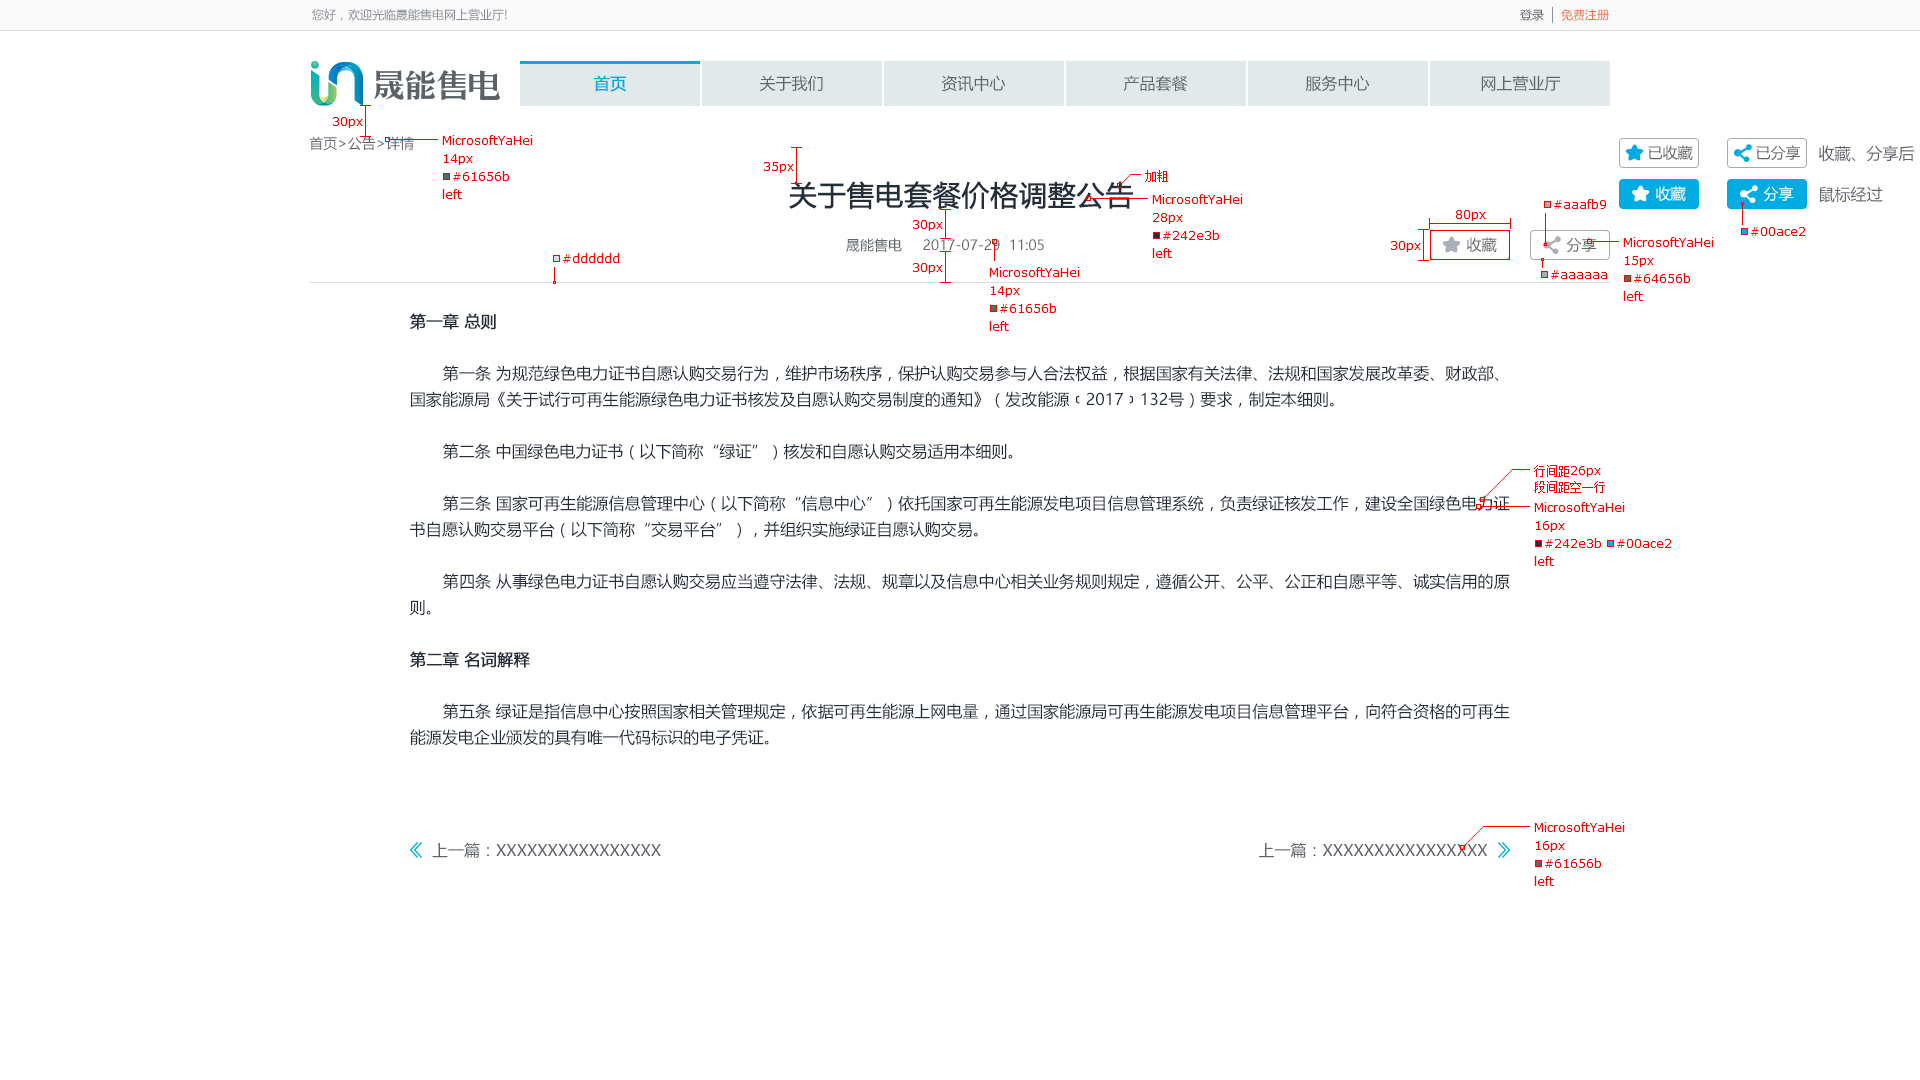 您好，欢迎光临晟能售电网上营业厅!
登录 | 免费注册
晟能售电
首页 关于我们 资讯中心 产品套餐 服务中心 网上营业厅
30px
首页>公告>详情
MicrosoftYaHei
14px
#61656b
left
35px
关于售电套餐价格调整公告
加粗
MicrosoftYaHei
28px
#242e3b
left
30px
晟能售电 2017-07-29 11:05
30px
MicrosoftYaHei
14px
#61656b
left
#dddddd
80px
30px
收藏
分享
#aaafb9
#aaaaaa
MicrosoftYaHei
15px
#64656b
left
已收藏 已分享 收藏、分享后
收藏 分享 鼠标经过
#00ace2
第一章 总则
第一条 为规范绿色电力证书自愿认购交易行为，维护市场秩序，保护认购交易参与人合法权益，根据国家有关法律、法规和国家发展改革委、财政部、
国家能源局《关于试行可再生能源绿色电力证书核发及自愿认购交易制度的通知》（发改能源﹝2017﹞132号）要求，制定本细则。
第二条 中国绿色电力证书（以下简称“绿证”）核发和自愿认购交易适用本细则。
第三条 国家可再生能源信息管理中心（以下简称“信息中心”）依托国家可再生能源发电项目信息管理系统，负责绿证核发工作，建设全国绿色电力证
书自愿认购交易平台（以下简称“交易平台”），并组织实施绿证自愿认购交易。
行间距26px
段间距空一行
MicrosoftYaHei
16px
#242e3b #00ace2
left
第四条 从事绿色电力证书自愿认购交易应当遵守法律、法规、规章以及信息中心相关业务规则规定，遵循公开、公平、公正和自愿平等、诚实信用的原
则。
第二章 名词解释
第五条 绿证是指信息中心按照国家相关管理规定，依据可再生能源上网电量，通过国家能源局可再生能源发电项目信息管理平台，向符合资格的可再生
能源发电企业颁发的具有唯一代码标识的电子凭证。
上一篇：XXXXXXXXXXXXXXXX
上一篇：XXXXXXXXXXXXXXXX
MicrosoftYaHei
16px
#61656b
left